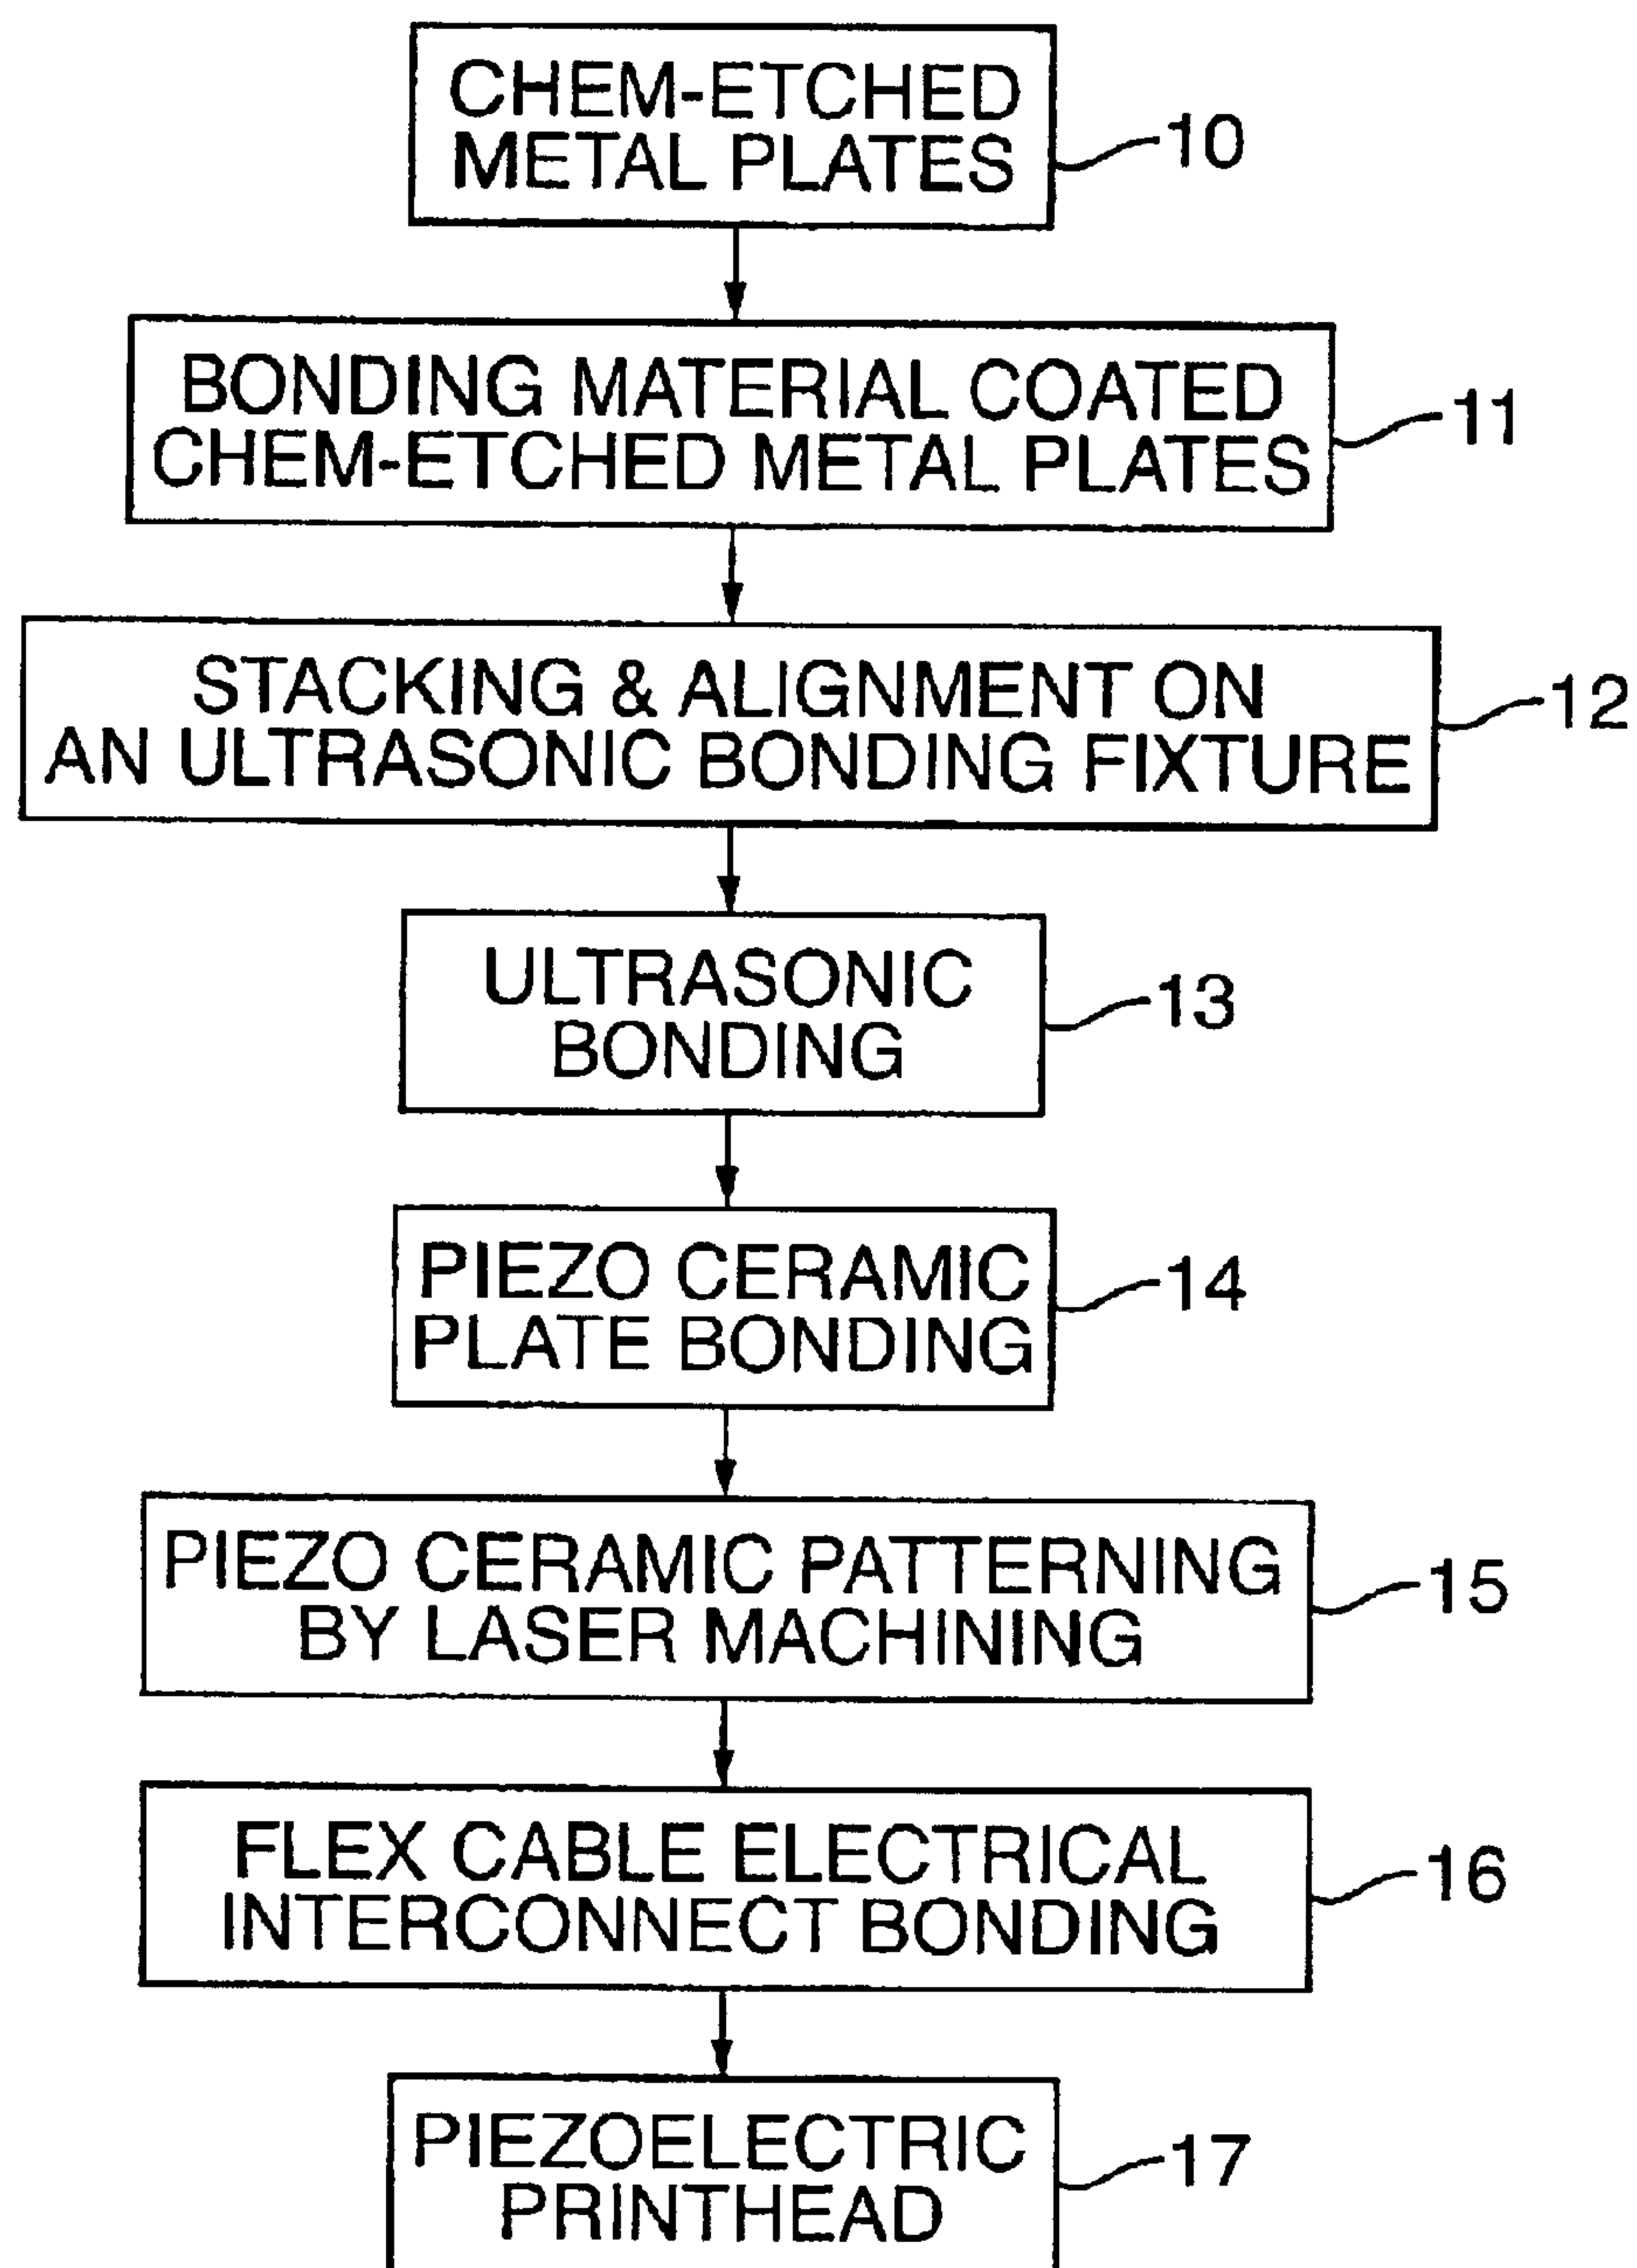 CHEM-ETCHED
METAL PLATES
10
BONDING MATERIAL COATED
CHEM-ETCHED METAL PLATES
11
STACKING & ALIGNMENT ON
AN ULTRASONIC BONDING FIXTURE
12
ULTRASONIC
BONDING
13
PIEZO CERAMIC
PLATE BONDING
14
PIEZO CERAMIC PATTERNING
BY LASER MACHINING
15
FLEX CABLE ELECTRICAL
INTERCONNECT BONDING
16
PIEZOELECTRIC
PRINTHEAD
17